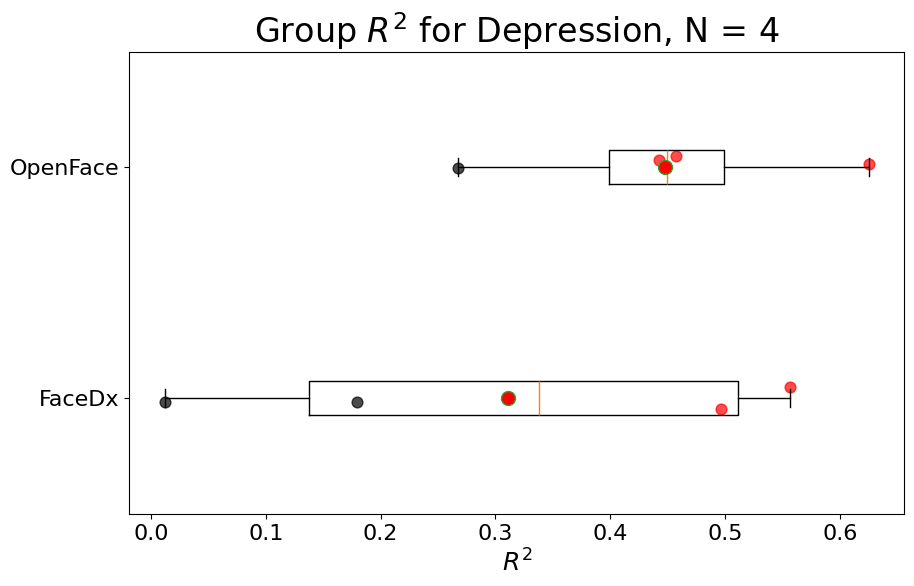 Group R² for Depression, N = 4
OpenFace
FaceDx
0.0 0.1 0.2 0.3 0.4 0.5 0.6
R²